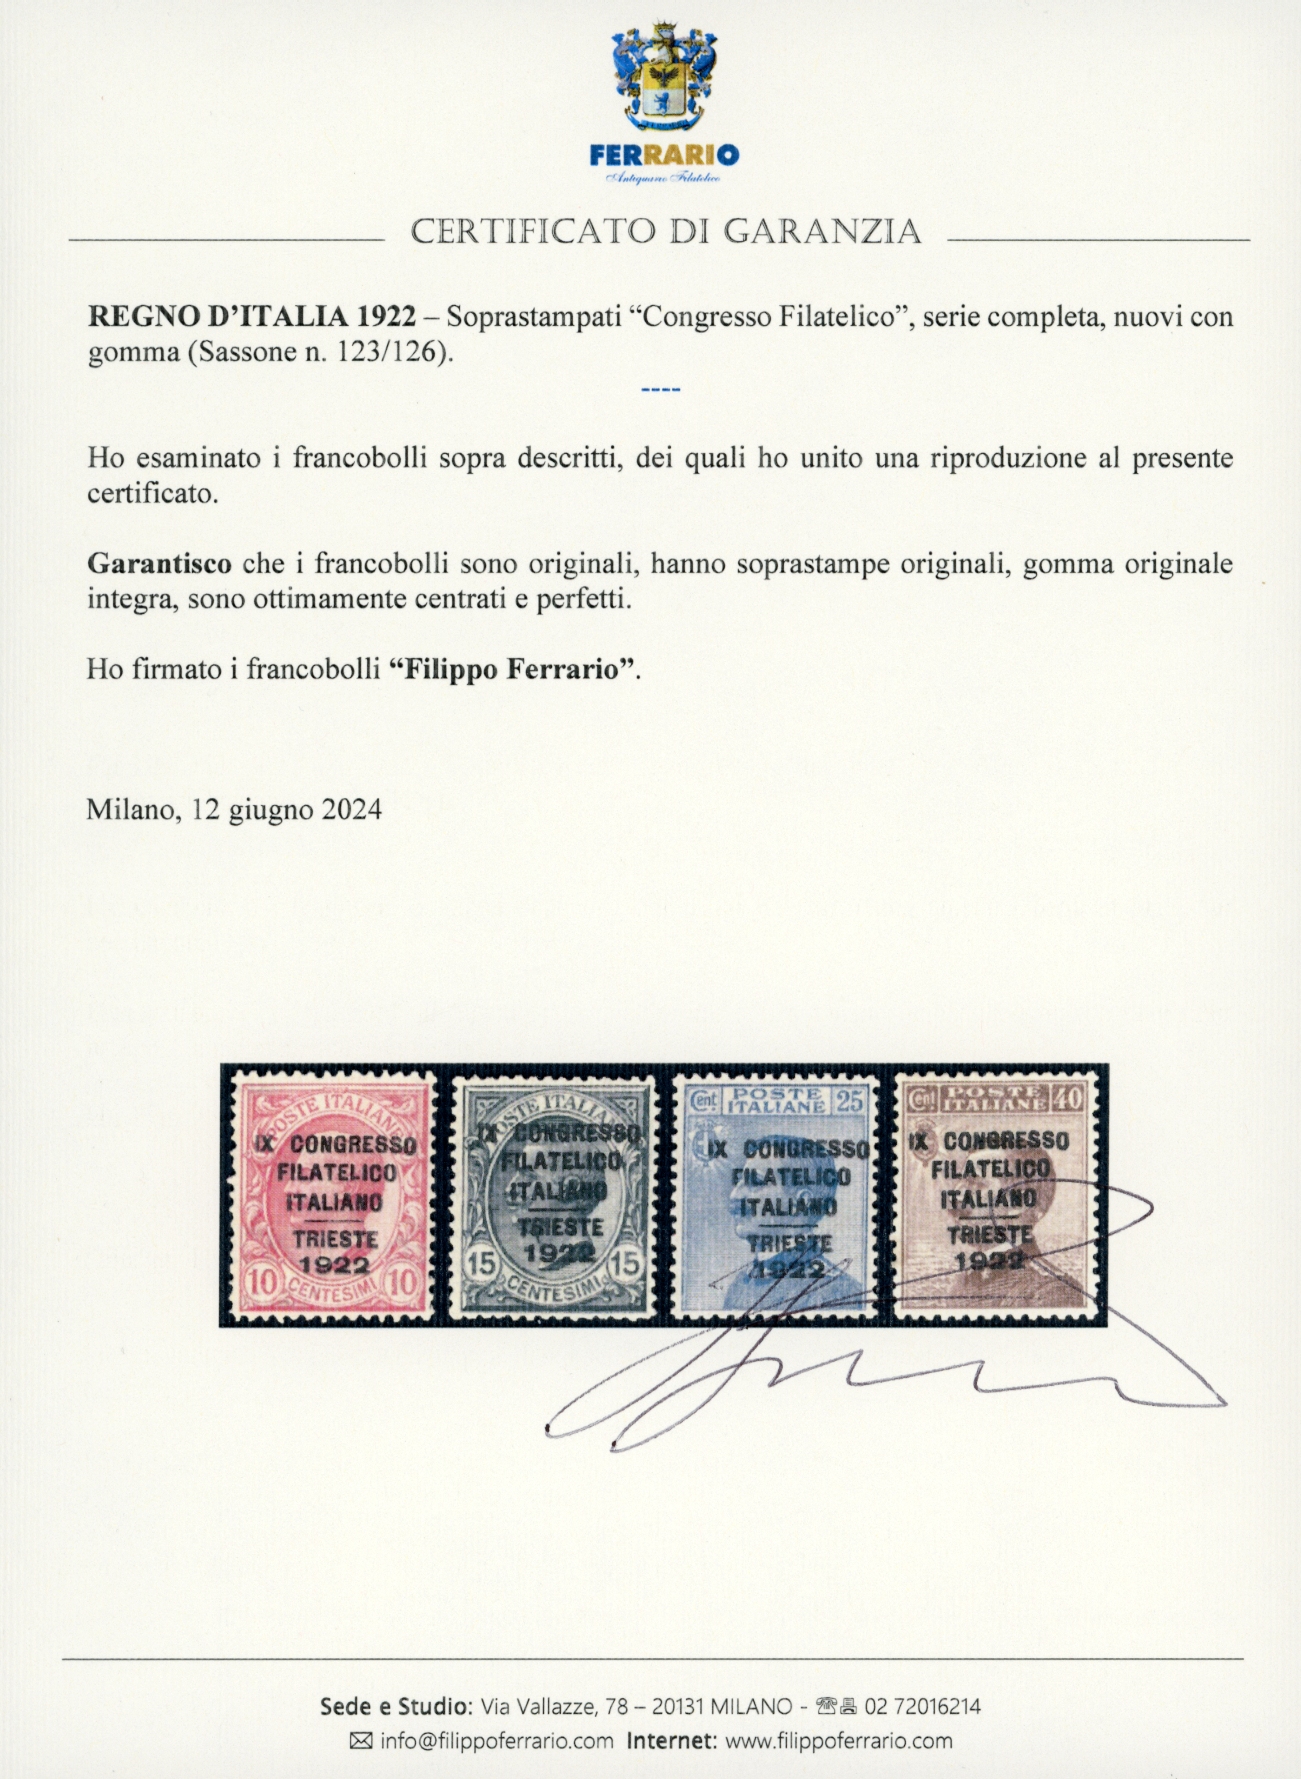 FERRARIO
Antiquario Filatelico
CERTIFICATO DI GARANZIA
REGNO D’ITALIA 1922 – Soprastampati “Congresso Filatelico”, serie completa, nuovi con
gomma (Sassone n. 123/126).
----
Ho esaminato i francobolli sopra descritti, dei quali ho unito una riproduzione al presente
certificato.
Garantisco che i francobolli sono originali, hanno soprastampe originali, gomma originale
integra, sono ottimamente centrati e perfetti.
Ho firmato i francobolli “Filippo Ferrario”.
Milano, 12 giugno 2024
POSTE ITALIANE
IX CONGRESSO
FILATELICO
ITALIANO
TRIESTE
1922
10 CENTESIMI 10
POSTE ITALIANE
IX CONGRESSO
FILATELICO
ITALIANO
TRIESTE
1922
15 CENTESIMI 15
Cent. POSTE ITALIANE 25
IX CONGRESSO
FILATELICO
ITALIANO
TRIESTE
1922
Cent. POSTE ITALIANE 40
IX CONGRESSO
FILATELICO
ITALIANO
TRIESTE
1922
Sede e Studio: Via Vallazze, 78 – 20131 MILANO - 02 72016214
info@filippoferrario.com Internet: www.filippoferrario.com